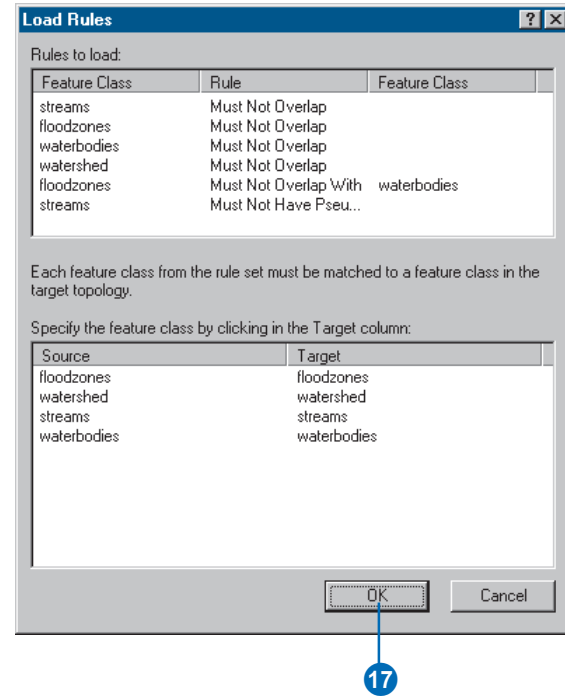 Load Rules
Rules to load:
Feature Class Rule Feature Class
streams Must Not Overlap
floodzones Must Not Overlap
waterbodies Must Not Overlap
watershed Must Not Overlap
floodzones Must Not Overlap With waterbodies
streams Must Not Have Pseu...
Each feature class from the rule set must be matched to a feature class in the
target topology.
Specify the feature class by clicking in the Target column:
Source Target
floodzones floodzones
watershed watershed
streams streams
waterbodies waterbodies
OK Cancel
17